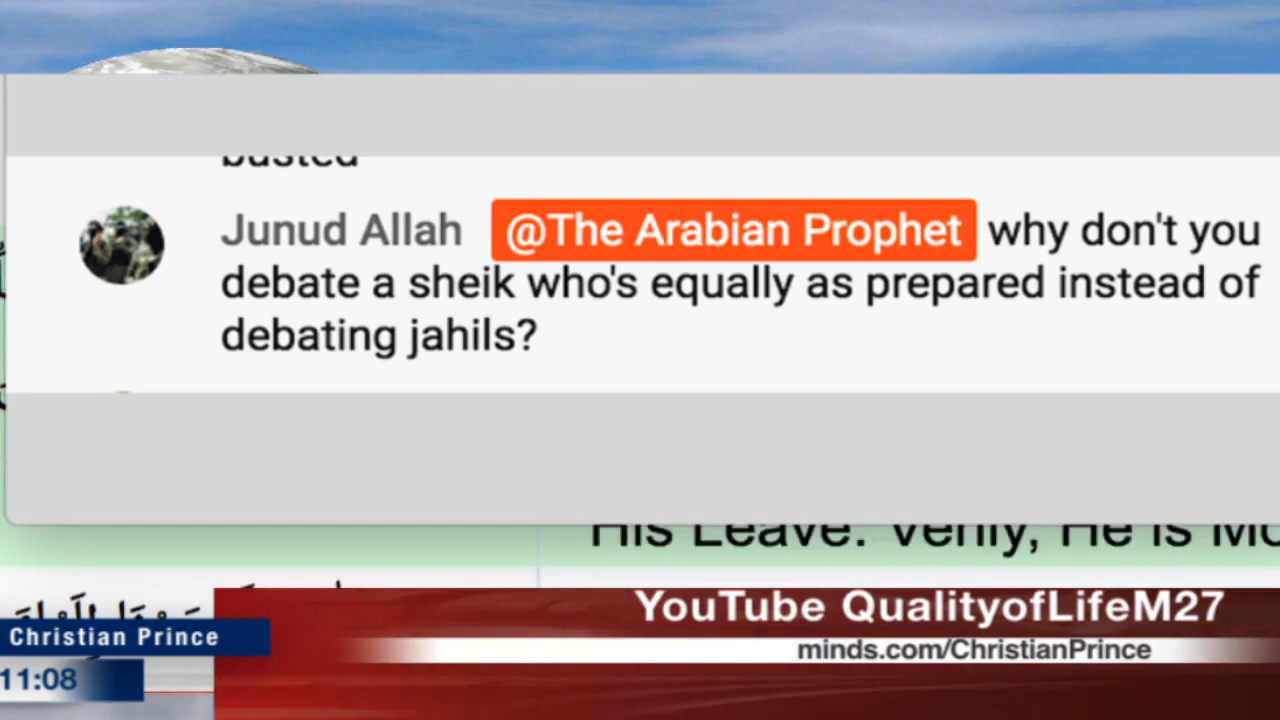 busted
Junud Allah @The Arabian Prophet why don't you
debate a sheik who's equally as prepared instead of
debating jahils?
His Leave. Verily, He is Mo
YouTube QualityofLifeM27
Christian Prince
minds.com/ChristianPrince
11:08